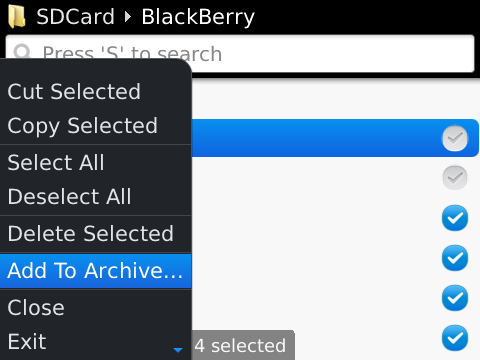 SDCard ▸ BlackBerry
Press 'S' to search
Cut Selected
Copy Selected
Select All
Deselect All
Delete Selected
Add To Archive...
Close
Exit
4 selected